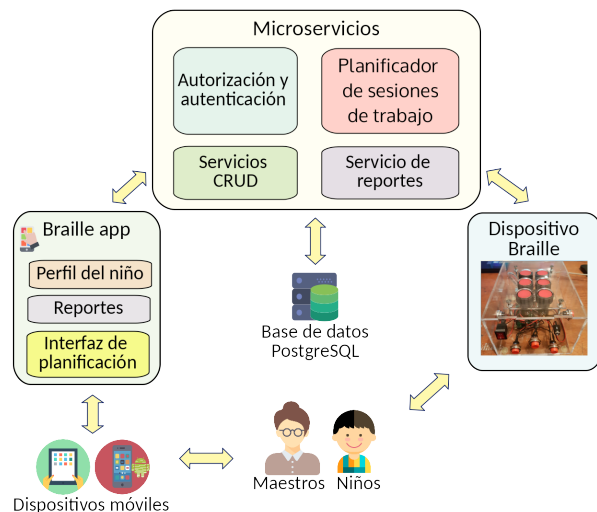 Microservicios
Autorización y
autenticación
Planificador
de sesiones
de trabajo
Servicios
CRUD
Servicio de
reportes
Braille app
Perfil del niño
Reportes
Interfaz de
planificación
Base de datos
PostgreSQL
Dispositivo
Braille
Dispositivos móviles
Maestros
Niños